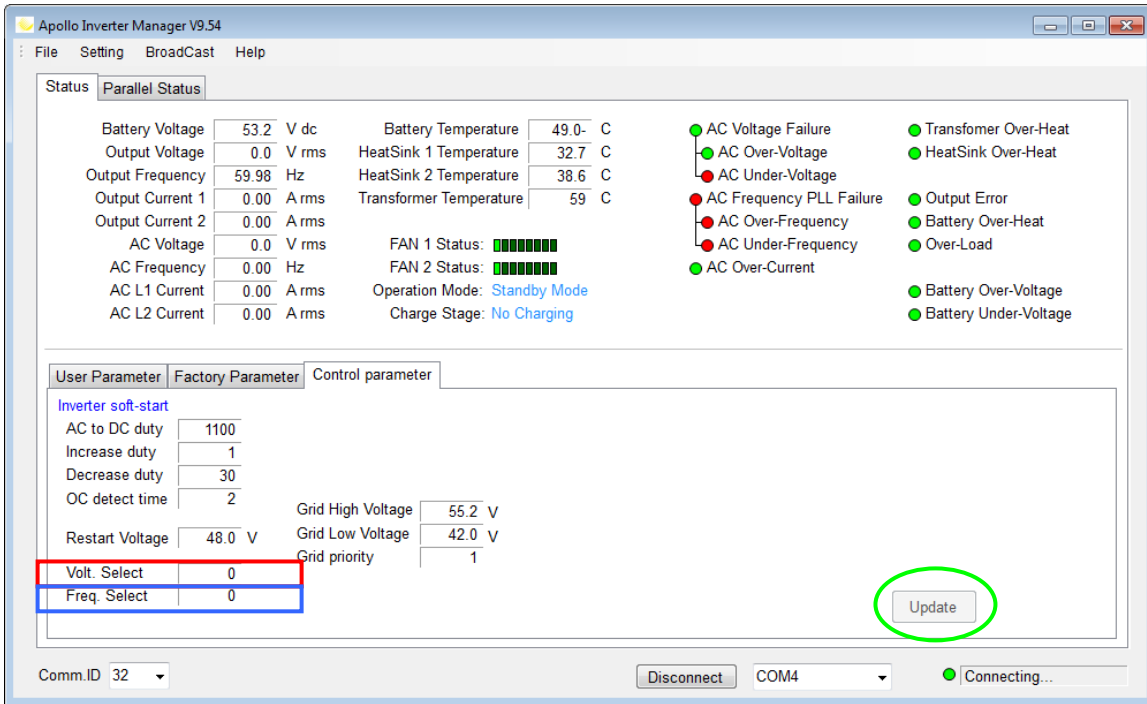 Apollo Inverter Manager V9.54
File Setting BroadCast Help
Status Parallel Status
Battery Voltage 53.2 V dc
Output Voltage 0.0 V rms
Output Frequency 59.98 Hz
Output Current 1 0.00 A rms
Output Current 2 0.00 A rms
AC Voltage 0.0 V rms
AC Frequency 0.00 Hz
AC L1 Current 0.00 A rms
AC L2 Current 0.00 A rms
Battery Temperature 49.0- C
HeatSink 1 Temperature 32.7 C
HeatSink 2 Temperature 38.6 C
Transformer Temperature 59 C
FAN 1 Status:
FAN 2 Status:
Operation Mode: Standby Mode
Charge Stage: No Charging
AC Voltage Failure
AC Over-Voltage
AC Under-Voltage
AC Frequency PLL Failure
AC Over-Frequency
AC Under-Frequency
AC Over-Current
Transfomer Over-Heat
HeatSink Over-Heat
Output Error
Battery Over-Heat
Over-Load
Battery Over-Voltage
Battery Under-Voltage
User Parameter Factory Parameter Control parameter
Inverter soft-start
AC to DC duty 1100
Increase duty 1
Decrease duty 30
OC detect time 2
Restart Voltage 48.0 V
Volt. Select 0
Freq. Select 0
Grid High Voltage 55.2 V
Grid Low Voltage 42.0 V
Grid priority 1
Update
Comm.ID 32 Disconnect COM4 Connecting...